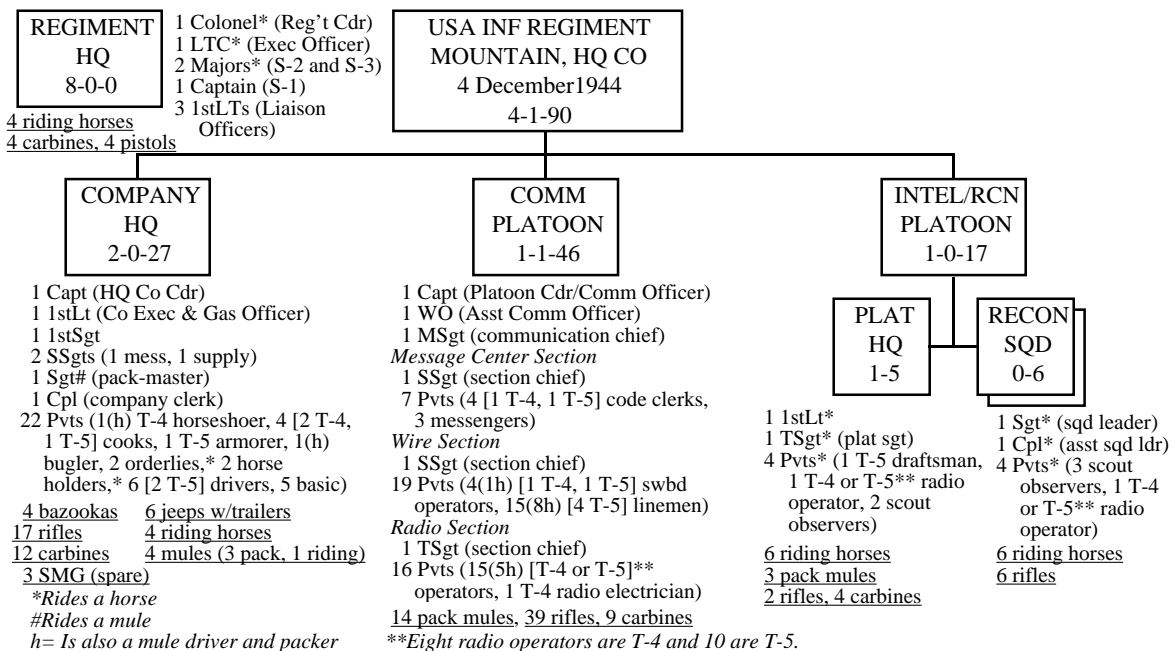 REGIMENT
HQ
8-0-0
1 Colonel* (Reg't Cdr)
1 LTC* (Exec Officer)
2 Majors* (S-2 and S-3)
1 Captain (S-1)
3 1stLTs (Liaison
Officers)
4 riding horses
4 carbines, 4 pistols
USA INF REGIMENT
MOUNTAIN, HQ CO
4 December1944
4-1-90
COMPANY
HQ
2-0-27
1 Capt (HQ Co Cdr)
1 1stLt (Co Exec & Gas Officer)
1 1stSgt
2 SSgts (1 mess, 1 supply)
1 Sgt# (pack-master)
1 Cpl (company clerk)
22 Pvts (1(h) T-4 horseshoer, 4 [2 T-4,
1 T-5] cooks, 1 T-5 armorer, 1(h)
bugler, 2 orderlies,* 2 horse
holders,* 6 [2 T-5] drivers, 5 basic)
4 bazookas 6 jeeps w/trailers
17 rifles 4 riding horses
12 carbines 4 mules (3 pack, 1 riding)
3 SMG (spare)
*Rides a horse
#Rides a mule
h= Is also a mule driver and packer
COMM
PLATOON
1-1-46
1 Capt (Platoon Cdr/Comm Officer)
1 WO (Asst Comm Officer)
1 MSgt (communication chief)
Message Center Section
1 SSgt (section chief)
7 Pvts (4 [1 T-4, 1 T-5] code clerks,
3 messengers)
Wire Section
1 SSgt (section chief)
19 Pvts (4(1h) [1 T-4, 1 T-5] swbd
operators, 15(8h) [4 T-5] linemen)
Radio Section
1 TSgt (section chief)
16 Pvts (15(5h) [T-4 or T-5]**
operators, 1 T-4 radio electrician)
14 pack mules, 39 rifles, 9 carbines
**Eight radio operators are T-4 and 10 are T-5.
INTEL/RCN
PLATOON
1-0-17
PLAT
HQ
1-5
1 1stLt*
1 TSgt* (plat sgt)
4 Pvts* (1 T-5 draftsman,
1 T-4 or T-5** radio
operator, 2 scout
observers)
6 riding horses
3 pack mules
2 rifles, 4 carbines
RECON
SQD
0-6
1 Sgt* (sqd leader)
1 Cpl* (asst sqd ldr)
4 Pvts* (3 scout
observers, 1 T-4
or T-5** radio
operator)
6 riding horses
6 rifles